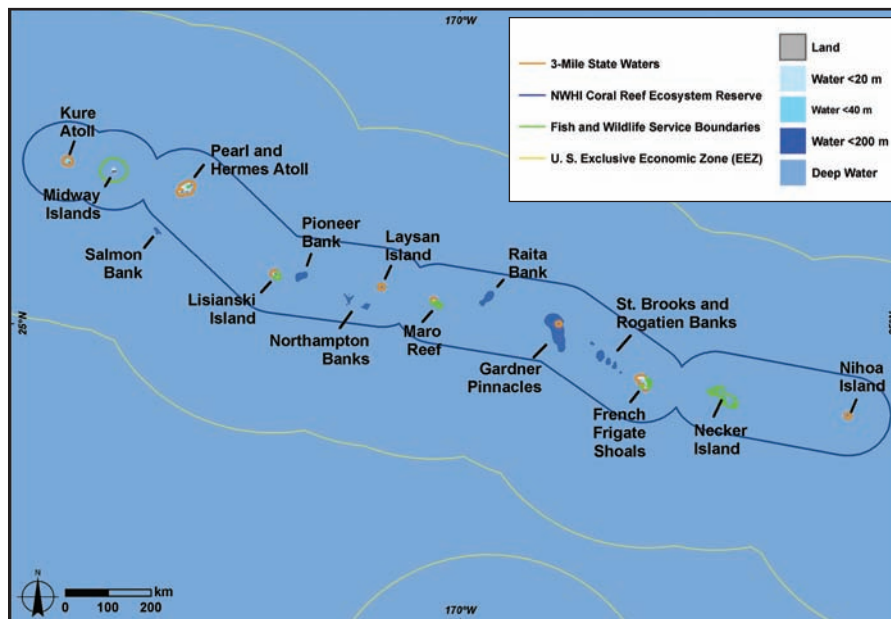 170°W
3-Mile State Waters
NWHI Coral Reef Ecosystem Reserve
Fish and Wildlife Service Boundaries
U. S. Exclusive Economic Zone (EEZ)
Land
Water <20 m
Water <40 m
Water <200 m
Deep Water
Kure
Atoll
Midway
Islands
Pearl and
Hermes Atoll
Salmon
Bank
Pioneer
Bank
Lisianski
Island
Laysan
Island
Northampton
Banks
Maro
Reef
Raita
Bank
Gardner
Pinnacles
St. Brooks and
Rogatien Banks
French
Frigate
Shoals
Necker
Island
Nihoa
Island
25°N
N
km
0 100 200
170°W